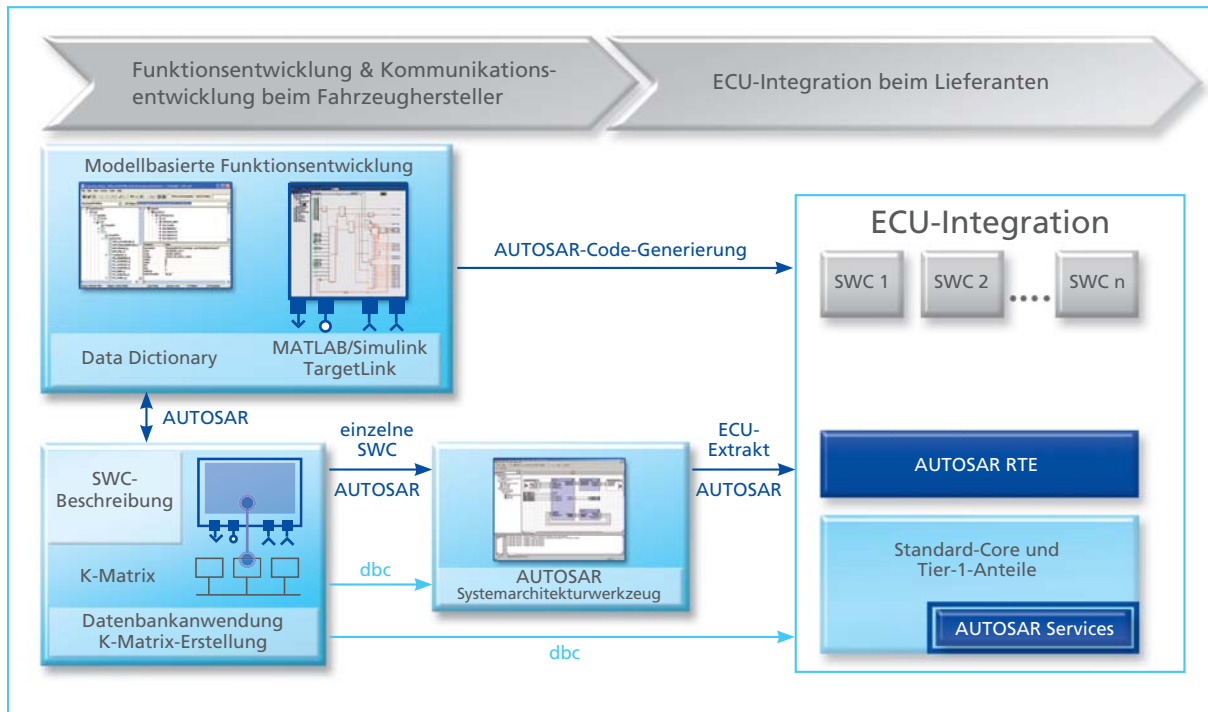 Funktionsentwicklung & Kommunikations-
entwicklung beim Fahrzeughersteller
ECU-Integration beim Lieferanten
Modellbasierte Funktionsentwicklung
Data Dictionary
MATLAB/Simulink
TargetLink
AUTOSAR-Code-Generierung
ECU-Integration
SWC 1
SWC 2
....
SWC n
AUTOSAR
SWC-
Beschreibung
K-Matrix
Datenbankanwendung
K-Matrix-Erstellung
einzelne
SWC
AUTOSAR
dbc
AUTOSAR
Systemarchitekturwerkzeug
ECU-
Extrakt
AUTOSAR
dbc
AUTOSAR RTE
Standard-Core und
Tier-1-Anteile
AUTOSAR Services